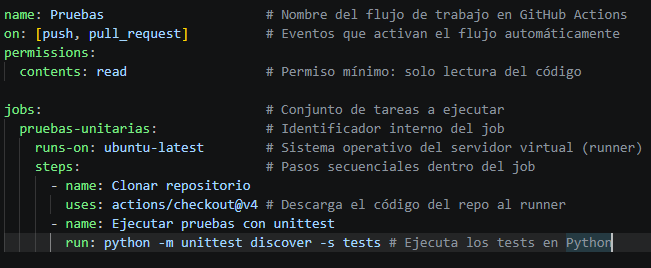 name: Pruebas # Nombre del flujo de trabajo en GitHub Actions
on: [push, pull_request] # Eventos que activan el flujo automáticamente
permissions:
contents: read # Permiso mínimo: solo lectura del código
jobs: # Conjunto de tareas a ejecutar
pruebas-unitarias: # Identificador interno del job
runs-on: ubuntu-latest # Sistema operativo del servidor virtual (runner)
steps: # Pasos secuenciales dentro del job
- name: Clonar repositorio
uses: actions/checkout@v4 # Descarga el código del repo al runner
- name: Ejecutar pruebas con unittest
run: python -m unittest discover -s tests # Ejecuta los tests en Python